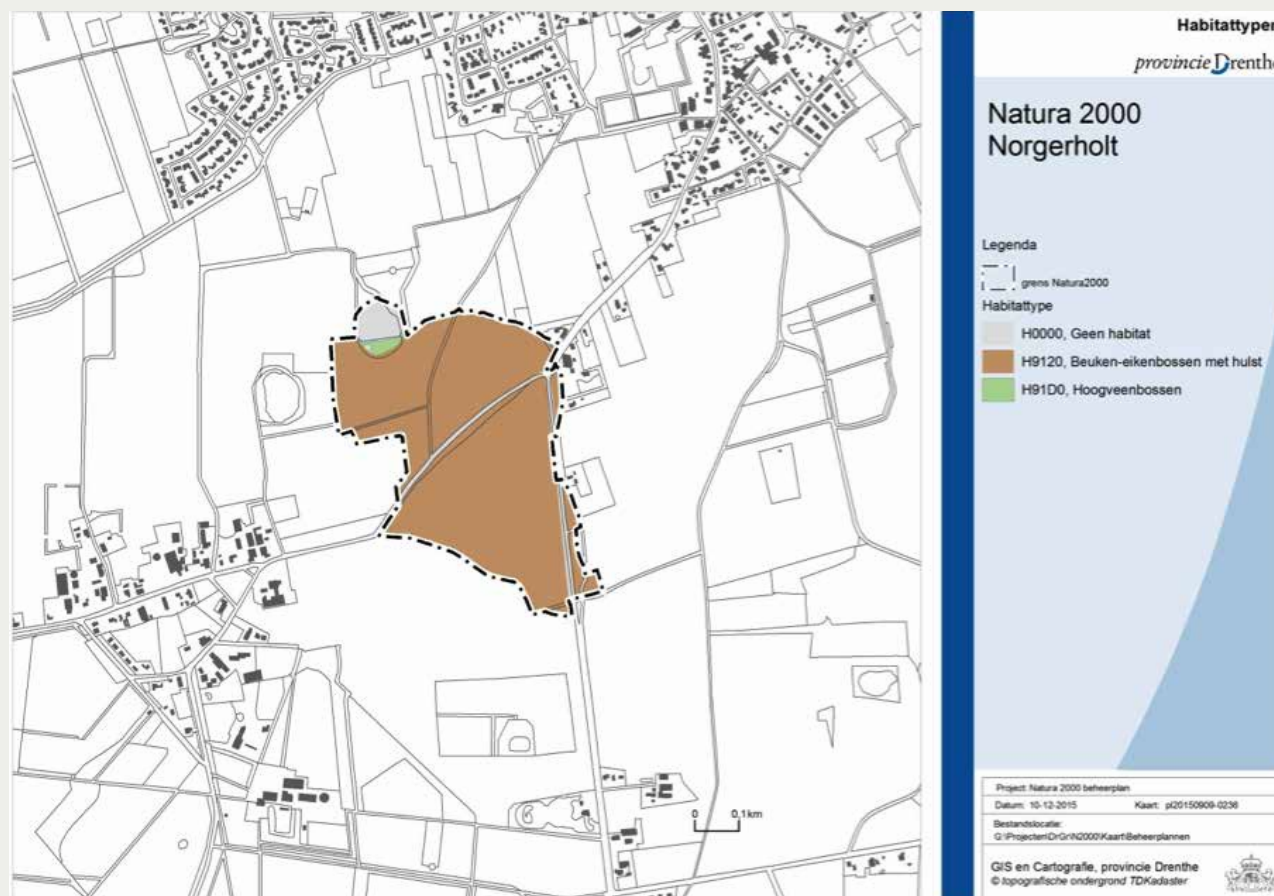 Habitattypen
provincie Drenthe
Natura 2000
Norgerholt
Legenda
grens Natura2000
Habitattype
H0000, Geen habitat
H9120, Beuken-eikenbossen met hulst
H91D0, Hoogveenbossen
0 0,1km
Project: Natura 2000 beheerplan
Datum: 10-12-2015 Kaart: pl20150909-0236
Bestandslocatie:
G:\Projecten\DrGr\N2000\Kaart\Beheerplannen
GIS en Cartografie, provincie Drenthe
© topografische ondergrond TDKadaster